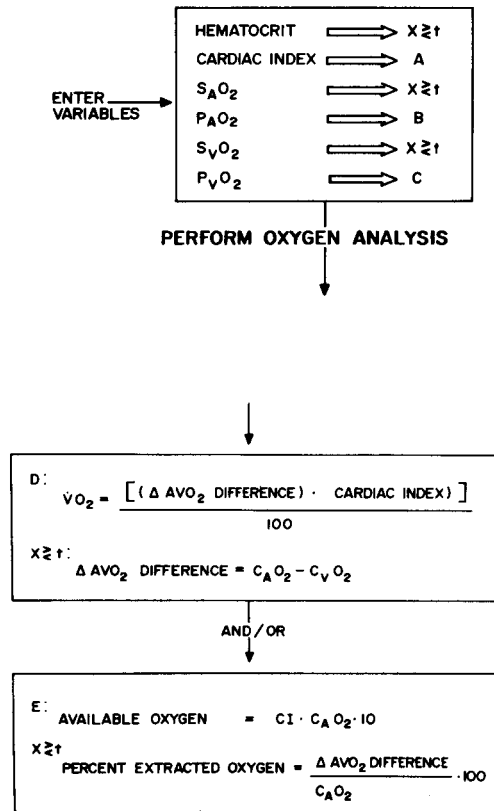 HEMATOCRIT ⟹ X≷t
CARDIAC INDEX ⟹ A
ENTER VARIABLES → SAO2 ⟹ X≷t
PAO2 ⟹ B
SVO2 ⟹ X≷t
PVO2 ⟹ C
PERFORM OXYGEN ANALYSIS
D:
V̇O2 = [(Δ AVO2 DIFFERENCE) · CARDIAC INDEX)] / 100
X≷t:
Δ AVO2 DIFFERENCE = CAO2 – CVO2
AND/OR
E:
AVAILABLE OXYGEN = CI · CAO2 · 10
X≷t
PERCENT EXTRACTED OXYGEN = Δ AVO2 DIFFERENCE / CAO2 · 100